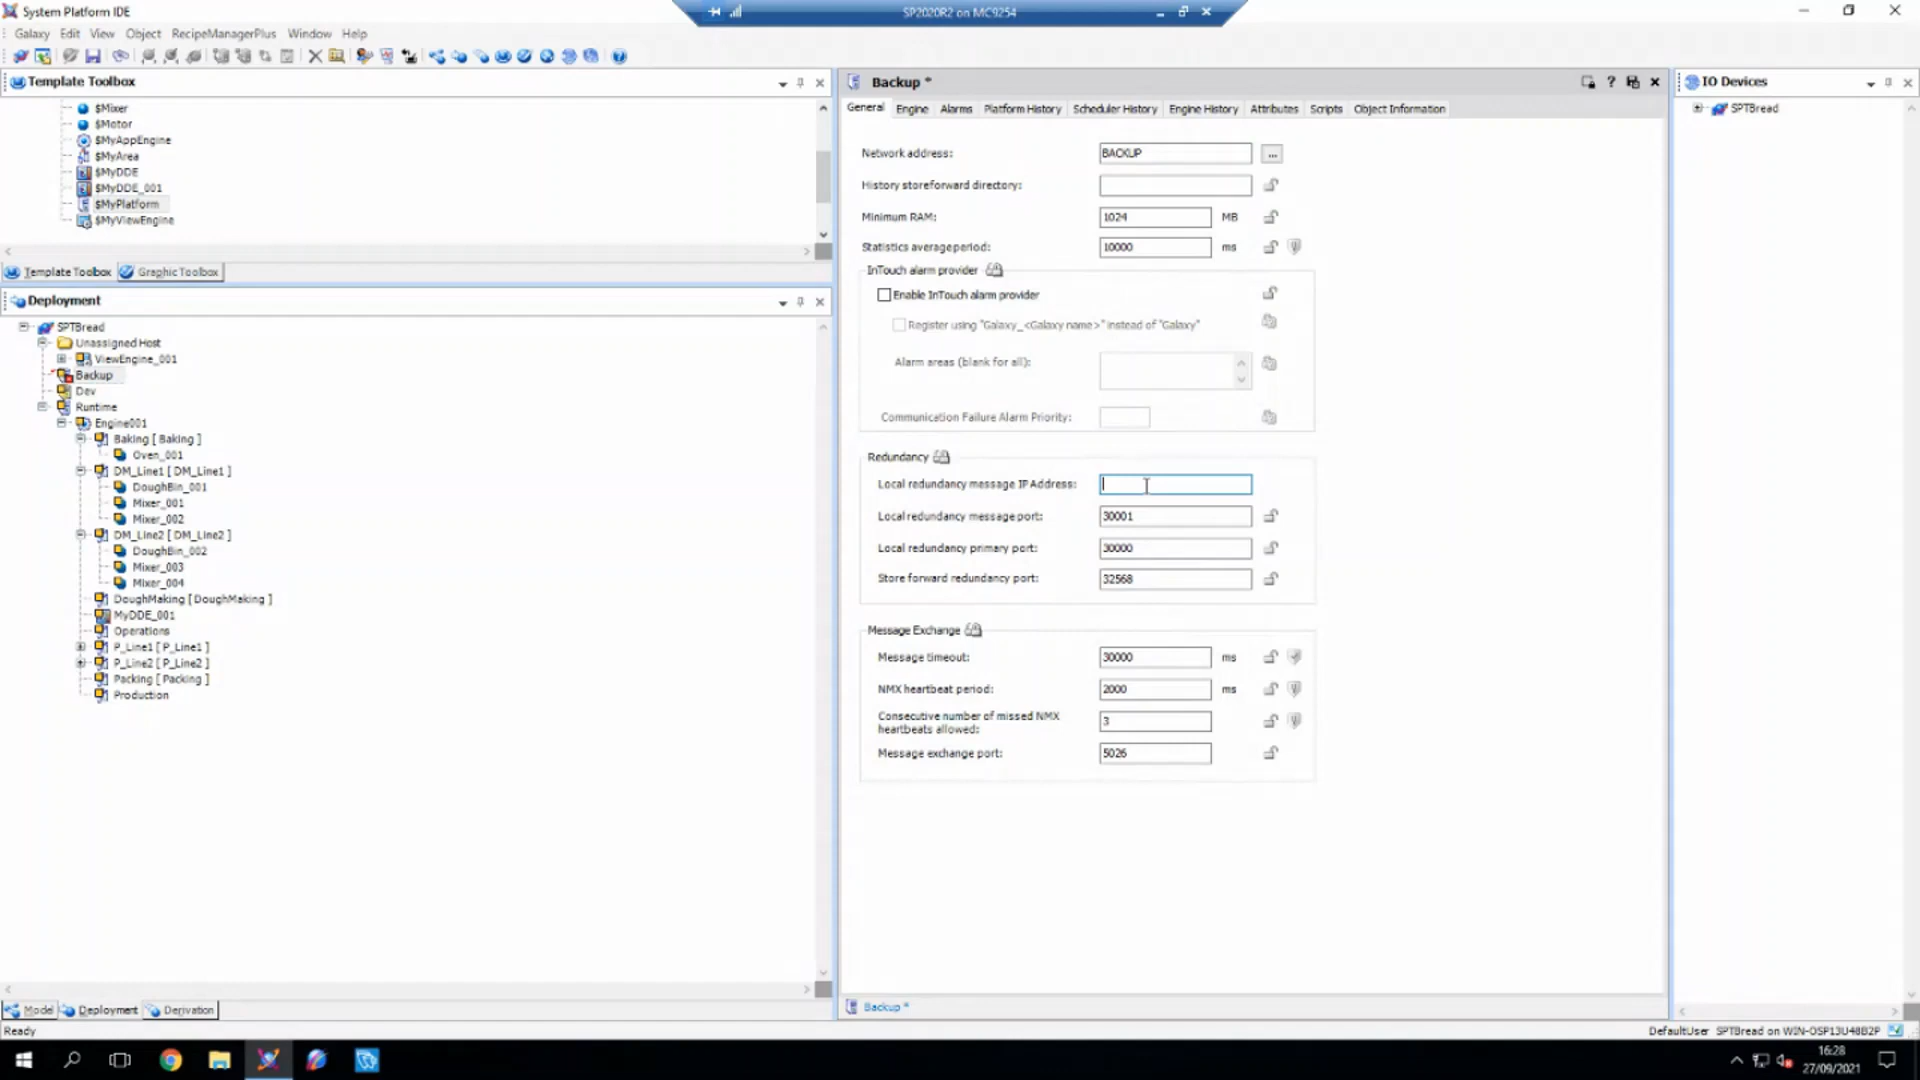 System Platform IDE
SP2020R2 on MC9254
Galaxy Edit View Object RecipeManagerPlus Window Help
Template Toolbox
$Mixer
$Motor
$MyAppEngine
$MyArea
$MyDDE
$MyDDE_001
$MyPlatform
$MyViewEngine
Template Toolbox Graphic Toolbox
Deployment
SPTBread
Unassigned Host
ViewEngine_001
Backup
Dev
Runtime
Engine001
Baking [ Baking ]
Oven_001
DM_Line1 [ DM_Line1 ]
DoughBin_001
Mixer_001
Mixer_002
DM_Line2 [ DM_Line2 ]
DoughBin_002
Mixer_003
Mixer_004
DoughMaking [ DoughMaking ]
MyDDE_001
Operations
P_Line1 [ P_Line1 ]
P_Line2 [ P_Line2 ]
Packing [ Packing ]
Production
Model Deployment Derivation
Ready
Backup *
General Engine Alarms Platform History Scheduler History Engine History Attributes Scripts Object Information
Network address: BACKUP ...
History storeforward directory:
Minimum RAM: 1024 MB
Statistics average period: 10000 ms
InTouch alarm provider
Enable InTouch alarm provider
Register using "Galaxy_<Galaxy name>" instead of "Galaxy"
Alarm areas (blank for all):
Communication Failure Alarm Priority:
Redundancy
Local redundancy message IP Address:
Local redundancy message port: 30001
Local redundancy primary port: 30000
Store forward redundancy port: 32568
Message Exchange
Message timeout: 30000 ms
NMX heartbeat period: 2000 ms
Consecutive number of missed NMX
heartbeats allowed: 3
Message exchange port: 5026
Backup *
IO Devices
SPTBread
DefaultUser SPTBread on WIN-OSP13U48B2P
16:28
27/09/2021